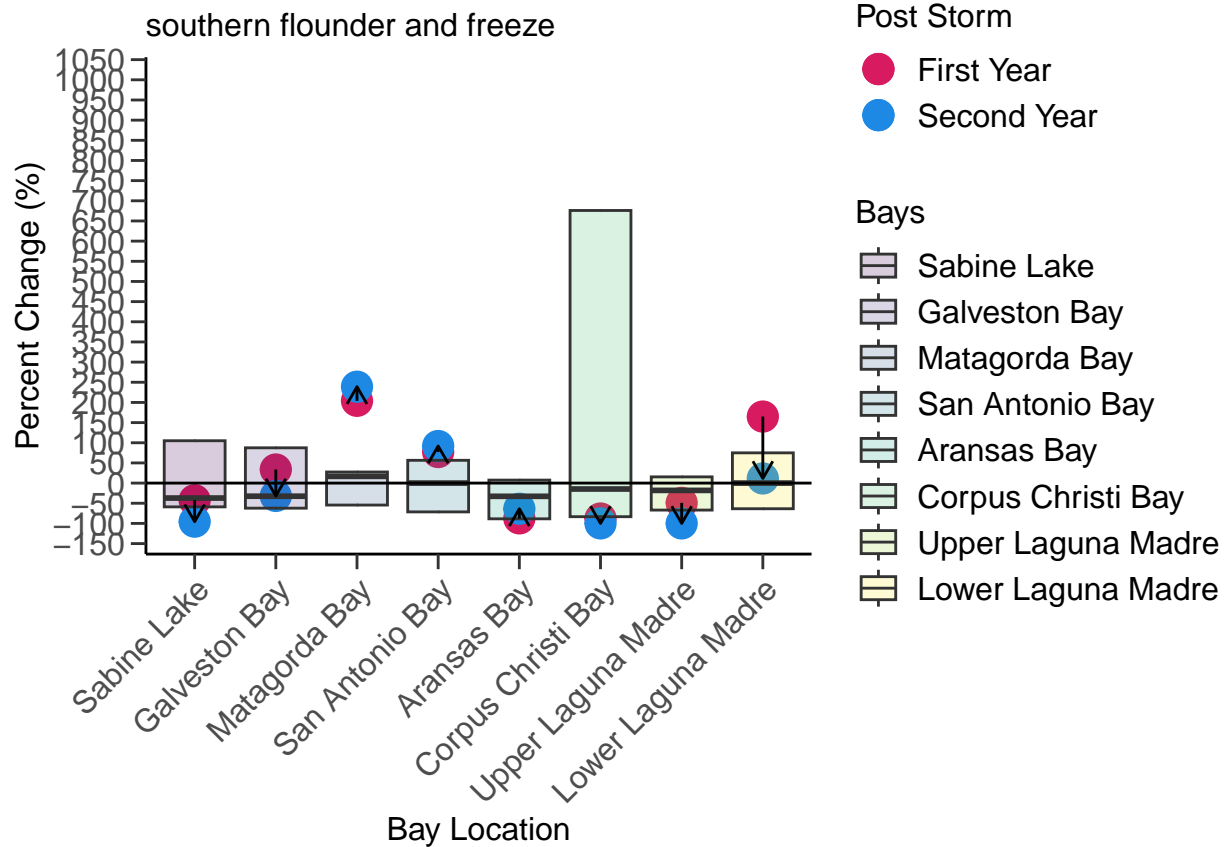 southern flounder and freeze
Percent Change (%)
1050
1000
950
900
850
800
750
700
650
600
550
500
450
400
350
300
250
200
150
100
50
0
−50
−100
−150
Sabine Lake
Galveston Bay
Matagorda Bay
San Antonio Bay
Aransas Bay
Corpus Christi Bay
Upper Laguna Madre
Lower Laguna Madre
Bay Location
Post Storm
First Year
Second Year
Bays
Sabine Lake
Galveston Bay
Matagorda Bay
San Antonio Bay
Aransas Bay
Corpus Christi Bay
Upper Laguna Madre
Lower Laguna Madre